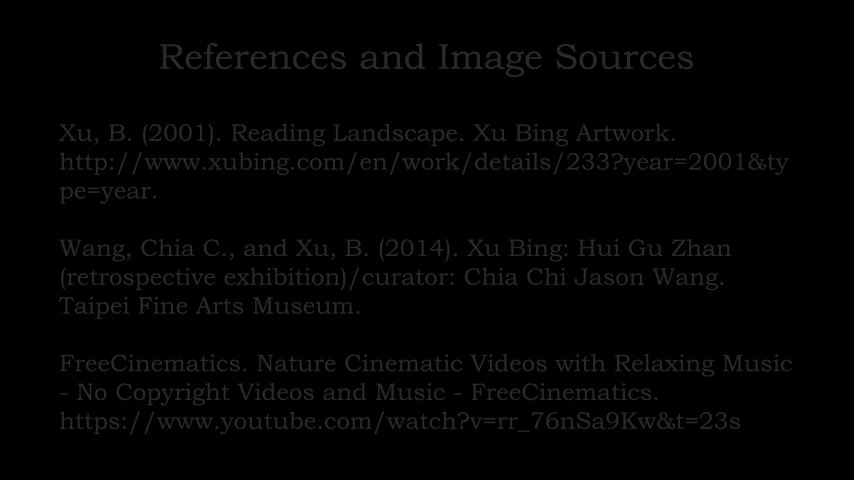 References and Image Sources
Xu, B. (2001). Reading Landscape. Xu Bing Artwork.
http://www.xubing.com/en/work/details/233?year=2001&ty
pe=year.
Wang, Chia C., and Xu, B. (2014). Xu Bing: Hui Gu Zhan
(retrospective exhibition)/curator: Chia Chi Jason Wang.
Taipei Fine Arts Museum.
FreeCinematics. Nature Cinematic Videos with Relaxing Music
- No Copyright Videos and Music - FreeCinematics.
https://www.youtube.com/watch?v=rr_76nSa9Kw&t=23s